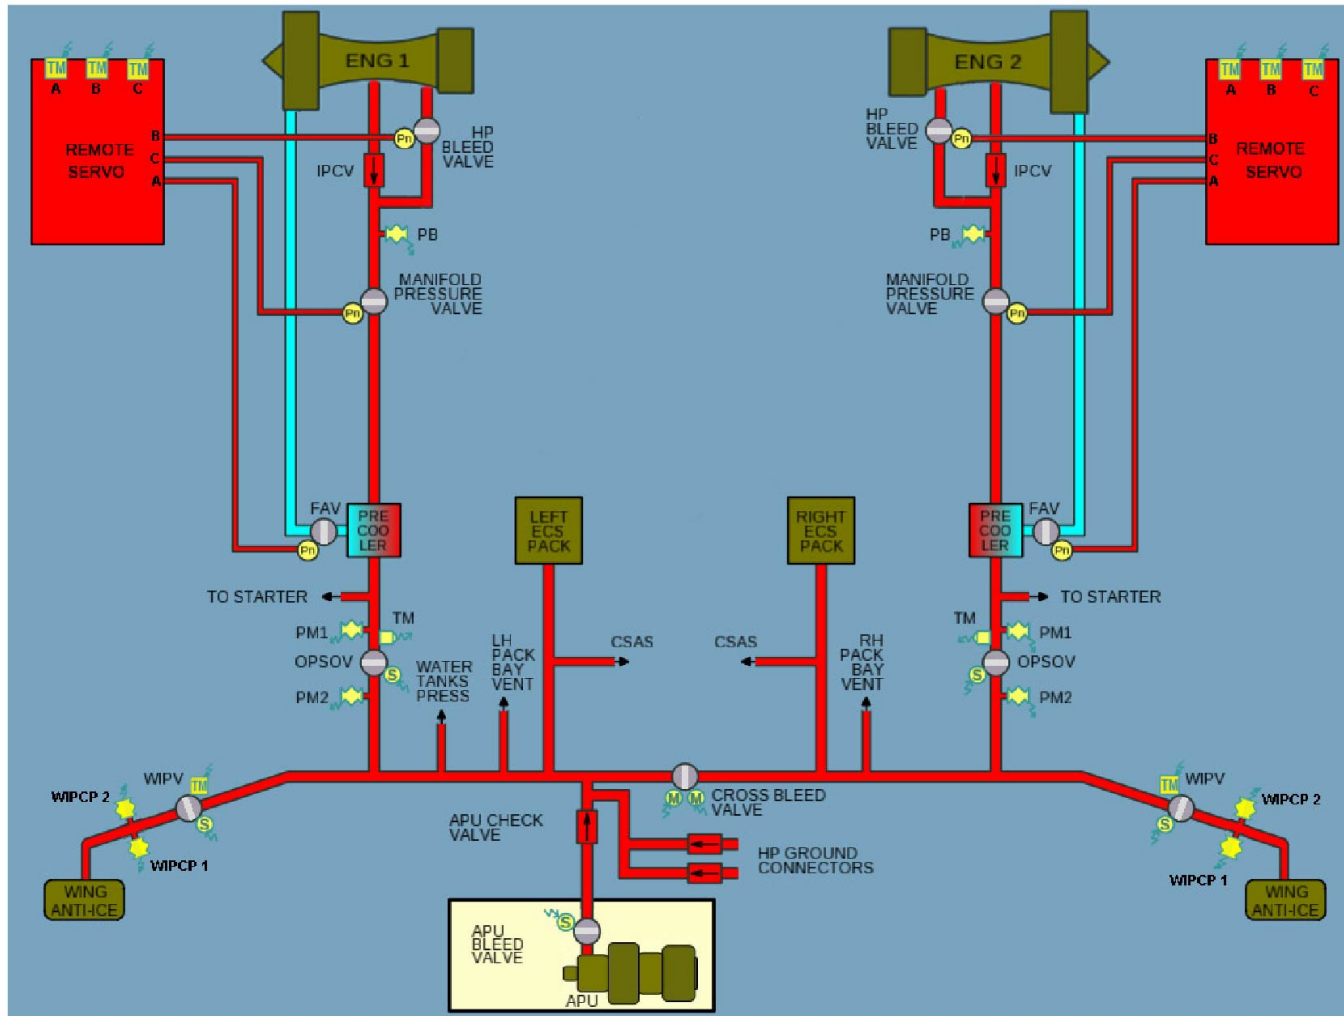 ENG 1
ENG 2
TM
TM
TM
A
B
C
TM
TM
TM
A
B
C
REMOTE
SERVO
B
C
A
Pn
HP
BLEED
VALVE
IPCV
PB
MANIFOLD
PRESSURE
VALVE
Pn
HP
BLEED
VALVE
Pn
IPCV
PB
MANIFOLD
PRESSURE
VALVE
Pn
B
C
A
REMOTE
SERVO
FAV
Pn
PRE
COO
LER
LEFT
ECS
PACK
RIGHT
ECS
PACK
PRE
COO
LER
FAV
Pn
TO STARTER
TO STARTER
PM1
TM
OPSOV
S
PM2
WATER
TANKS
PRESS
LH
PACK
BAY
VENT
CSAS
CSAS
RH
PACK
BAY
VENT
TM
PM1
OPSOV
S
PM2
WIPV
TM
S
WIPCP 2
WIPCP 1
WING
ANTI-ICE
APU CHECK
VALVE
M
M
CROSS BLEED
VALVE
HP GROUND
CONNECTORS
TM
WIPV
S
WIPCP 2
WIPCP 1
WING
ANTI-ICE
S
APU
BLEED
VALVE
APU